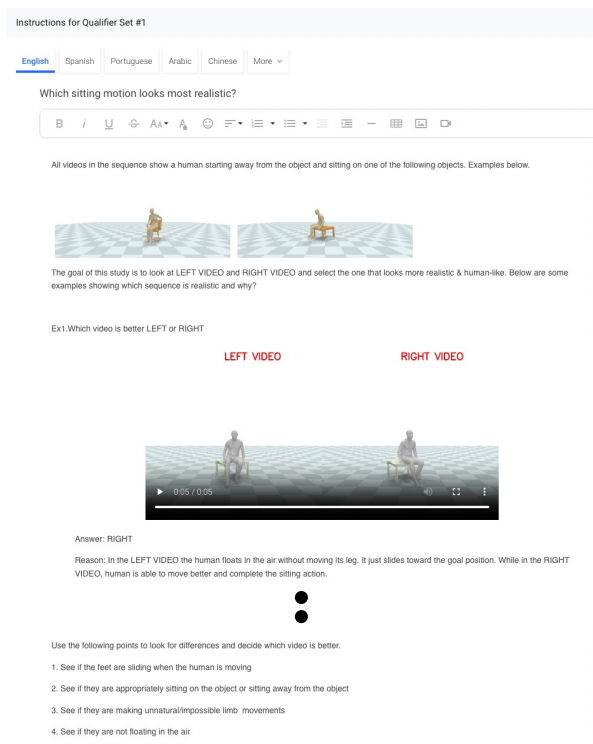 Instructions for Qualifier Set #1
English Spanish Portuguese Arabic Chinese More
Which sitting motion looks most realistic?
B i U S AA A
All videos in the sequence show a human starting away from the object and sitting on one of the following objects. Examples below.
The goal of this study is to look at LEFT VIDEO and RIGHT VIDEO and select the one that looks more realistic & human-like. Below are some
examples showing which sequence is realistic and why?
Ex1.Which video is better LEFT or RIGHT
LEFT VIDEO RIGHT VIDEO
0:05 / 0:05
Answer: RIGHT
Reason: In the LEFT VIDEO the human floats in the air without moving its leg. It just slides toward the goal position. While in the RIGHT
VIDEO, human is able to move better and complete the sitting action.
Use the following points to look for differences and decide which video is better.
1. See if the feet are sliding when the human is moving
2. See if they are appropriately sitting on the object or sitting away from the object
3. See if they are making unnatural/impossible limb movements
4. See if they are not floating in the air